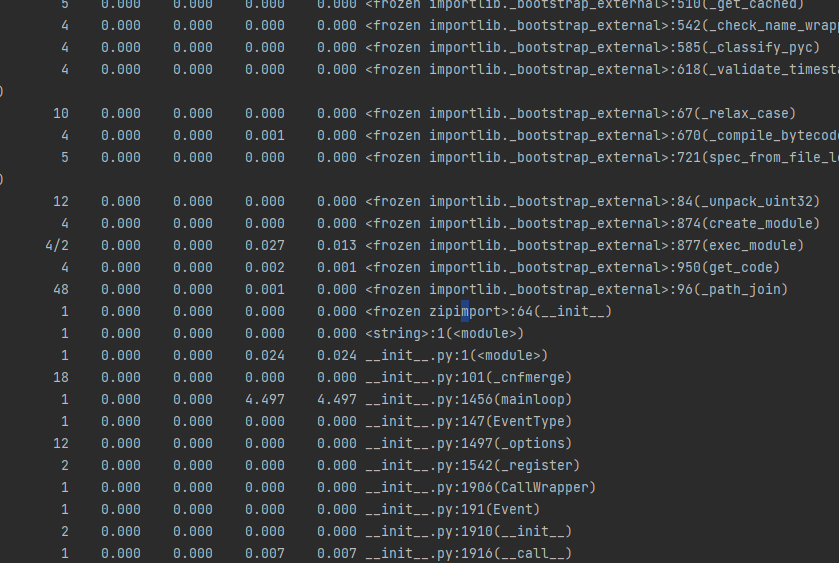 5    0.000    0.000    0.000    0.000 <frozen importlib._bootstrap_external>:510(_get_cached)
4    0.000    0.000    0.000    0.000 <frozen importlib._bootstrap_external>:542(_check_name_wrapp
4    0.000    0.000    0.000    0.000 <frozen importlib._bootstrap_external>:585(_classify_pyc)
4    0.000    0.000    0.000    0.000 <frozen importlib._bootstrap_external>:618(_validate_timesta
)
10    0.000    0.000    0.000    0.000 <frozen importlib._bootstrap_external>:67(_relax_case)
4    0.000    0.000    0.001    0.000 <frozen importlib._bootstrap_external>:670(_compile_bytecode
5    0.000    0.000    0.000    0.000 <frozen importlib._bootstrap_external>:721(spec_from_file_lo
)
12    0.000    0.000    0.000    0.000 <frozen importlib._bootstrap_external>:84(_unpack_uint32)
4    0.000    0.000    0.000    0.000 <frozen importlib._bootstrap_external>:874(create_module)
4/2    0.000    0.000    0.027    0.013 <frozen importlib._bootstrap_external>:877(exec_module)
4    0.000    0.000    0.002    0.001 <frozen importlib._bootstrap_external>:950(get_code)
48    0.000    0.000    0.001    0.000 <frozen importlib._bootstrap_external>:96(_path_join)
1    0.000    0.000    0.000    0.000 <frozen zipimport>:64(__init__)
1    0.000    0.000    0.000    0.000 <string>:1(<module>)
1    0.000    0.000    0.024    0.024 __init__.py:1(<module>)
18    0.000    0.000    0.000    0.000 __init__.py:101(_cnfmerge)
1    0.000    0.000    4.497    4.497 __init__.py:1456(mainloop)
1    0.000    0.000    0.000    0.000 __init__.py:147(EventType)
12    0.000    0.000    0.000    0.000 __init__.py:1497(_options)
2    0.000    0.000    0.000    0.000 __init__.py:1542(_register)
1    0.000    0.000    0.000    0.000 __init__.py:1906(CallWrapper)
1    0.000    0.000    0.000    0.000 __init__.py:191(Event)
2    0.000    0.000    0.000    0.000 __init__.py:1910(__init__)
1    0.000    0.000    0.007    0.007 __init__.py:1916(__call__)